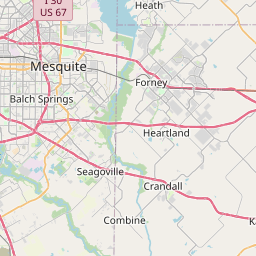 I 30
US 67
Heath
Mesquite
Forney
Balch Springs
Heartland
Seagoville
Crandall
Combine